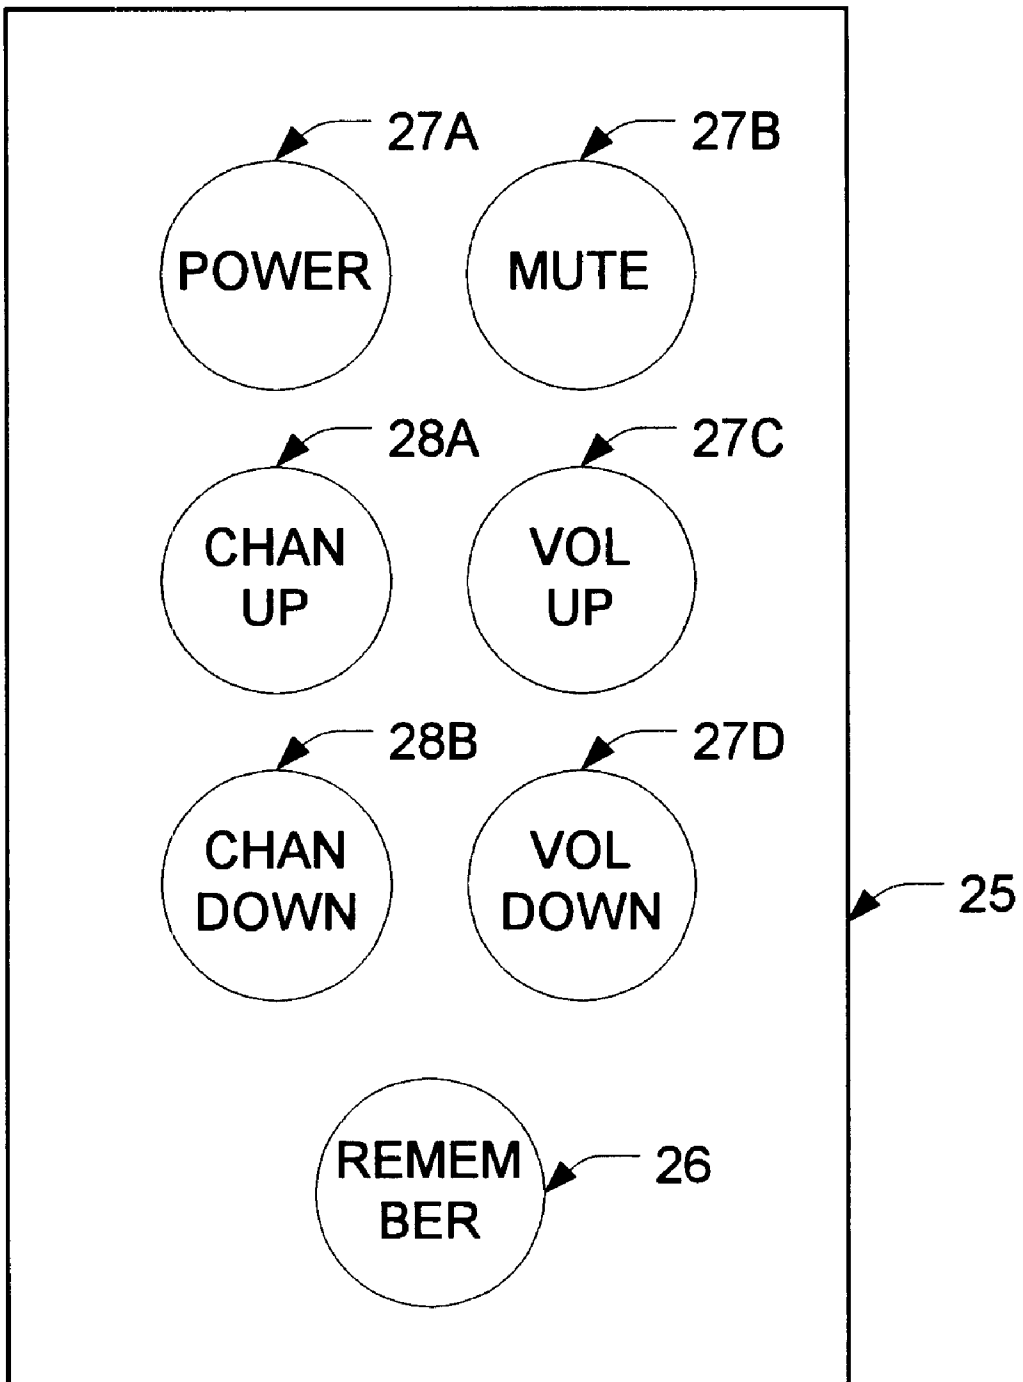 27A
27B
POWER
MUTE
28A
27C
CHAN
UP
VOL
UP
28B
27D
CHAN
DOWN
VOL
DOWN
25
REMEM
BER
26